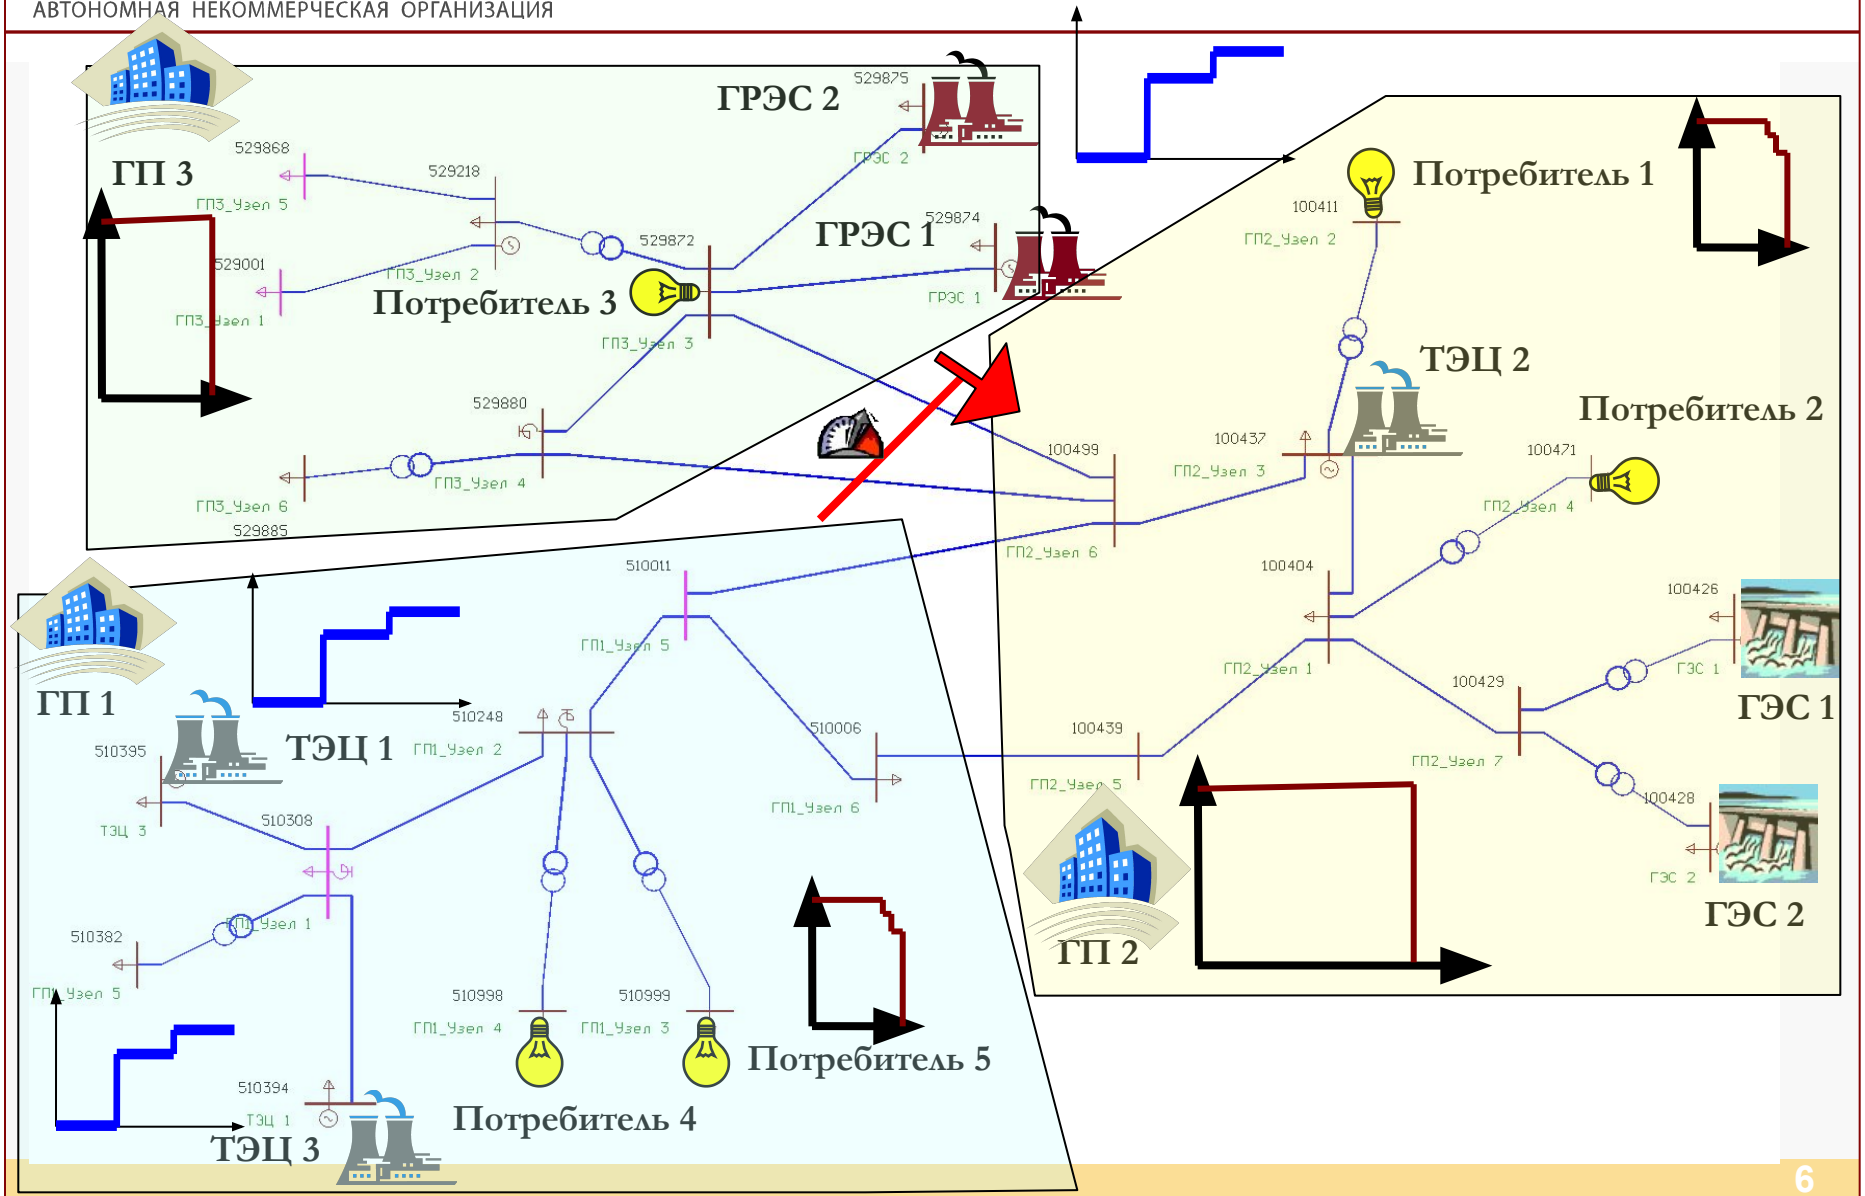 АВТОНОМНАЯ НЕКОММЕРЧЕСКАЯ ОРГАНИЗАЦИЯ
529875
ГРЭС 2
ГРЭС 2
529868
529218
ГП 3
ГП3_Узел 5
529874
529872
ГРЭС 1
529001
ГП3_Узел 2
Потребитель 3
ГРЭС 1
ГП3_Узел 1
ГП3_Узел 3
529880
ГП3_Узел 4
ГП3_Узел 6
529885
Потребитель 1
100411
ГП2_Узел 2
ТЭЦ 2
Потребитель 2
100437
100499
100471
ГП2_Узел 3
ГП2_Узел 4
ГП2_Узел 6
100404
100426
ГП2_Узел 1
ГЭС 1
100429
ГЭС 1
100439
ГП2_Узел 7
ГП2_Узел 5
100428
ГЭС 2
ГЭС 2
ГП 2
510011
ГП1_Узел 5
ГП 1
510248
510006
ТЭЦ 1
ГП1_Узел 2
510395
ГП1_Узел 6
510308
ТЭЦ 3
ГП1_Узел 1
510382
ГП1_Узел 5
510998
510999
ГП1_Узел 4
ГП1_Узел 3
Потребитель 5
510394
ТЭЦ 1
Потребитель 4
ТЭЦ 3
6